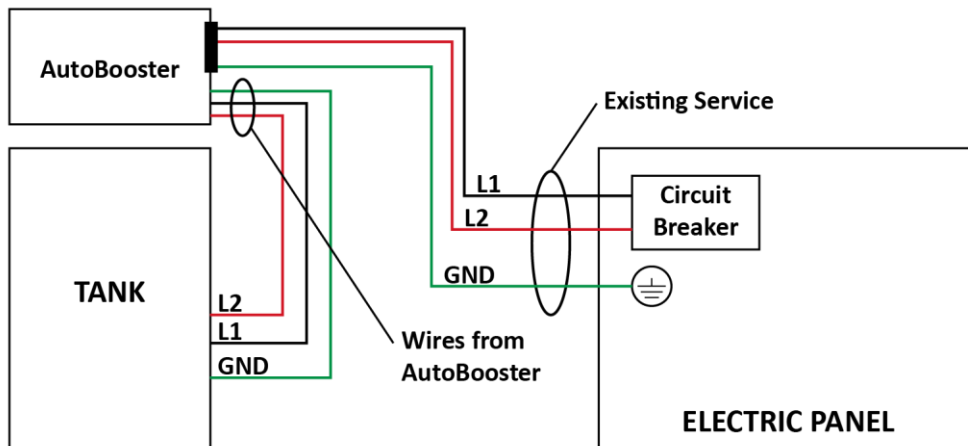 AutoBooster
Existing Service
L1
Circuit
Breaker
L2
GND
TANK
L2
L1
GND
Wires from
AutoBooster
ELECTRIC PANEL